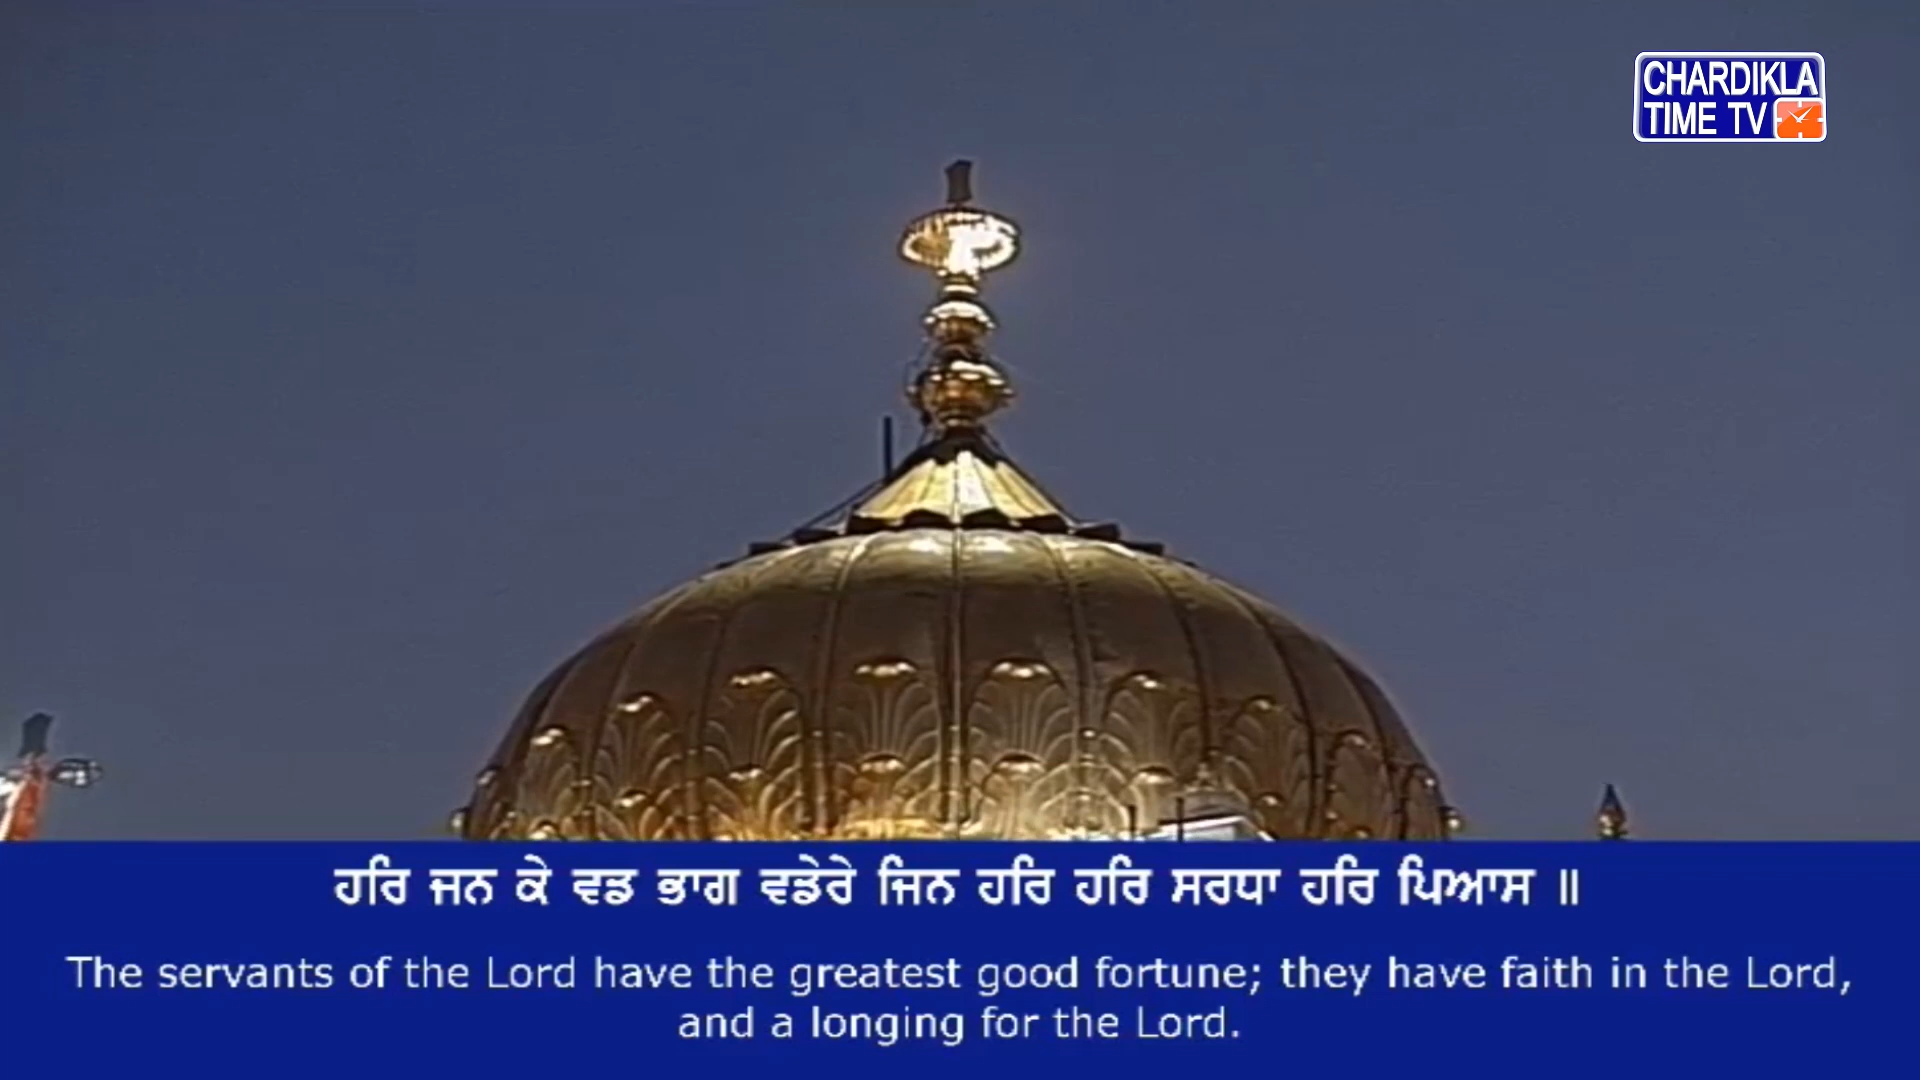 CHARDIKLA
TIME TV
ਹਰਿ ਜਨ ਕੇ ਵਡ ਭਾਗ ਵਡੇਰੇ ਜਿਨ ਹਰਿ ਹਰਿ ਸਰਧਾ ਹਰਿ ਪਿਆਸ ॥
The servants of the Lord have the greatest good fortune; they have faith in the Lord,
and a longing for the Lord.